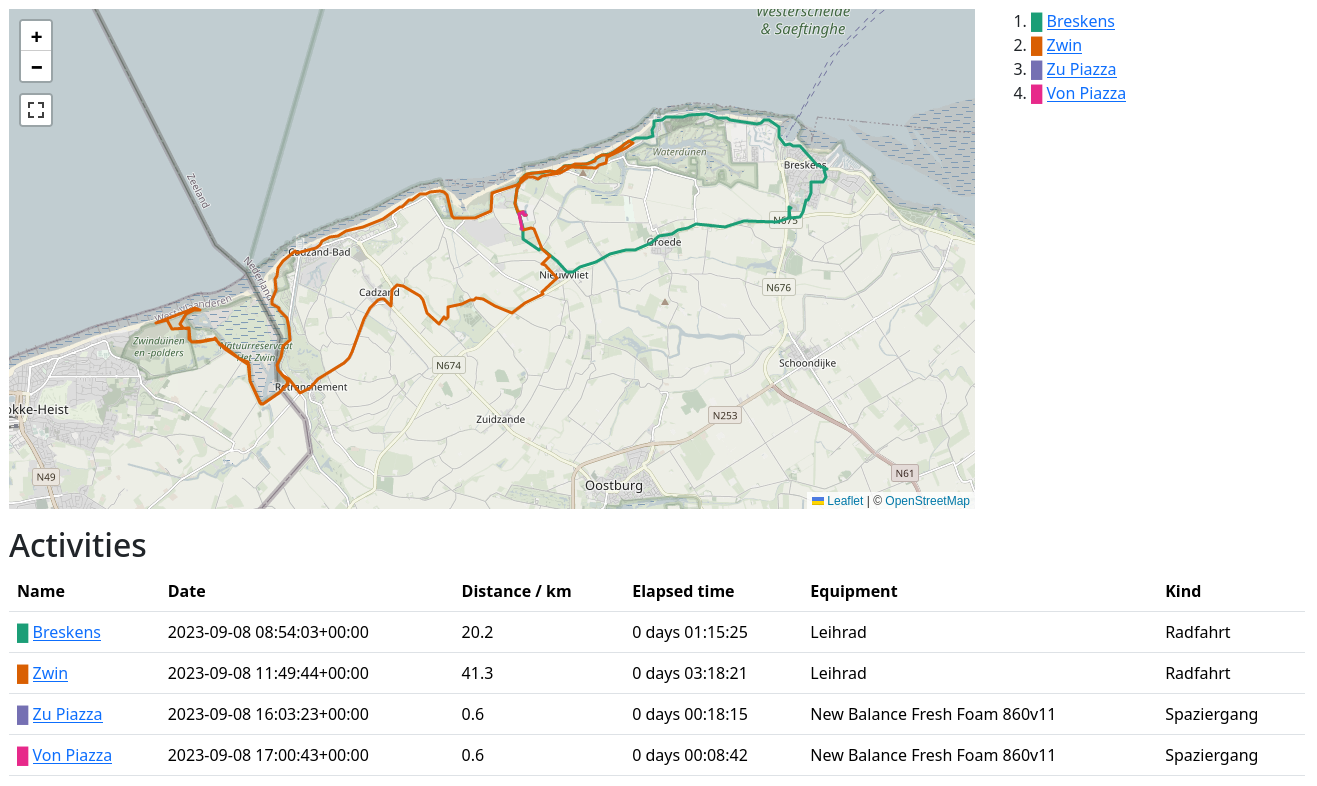 Westerschelde
& Saeftinghe
+
−
1. Breskens
2. Zwin
3. Zu Piazza
4. Von Piazza
Zeeland
Nederland
West-Vlaanderen
Waterdunen
Breskens
N675
Groede
Cadzand-Bad
Nieuwvliet
Cadzand
N676
Zwinduinen
en -polders
Natuurreservaat
Het Zwin
N674
Schoondijke
Retranchement
okke-Heist
Zuidzande
N253
N49
Oostburg
N61
Leaflet | © OpenStreetMap
Activities
Name Date Distance / km Elapsed time Equipment Kind
Breskens 2023-09-08 08:54:03+00:00 20.2 0 days 01:15:25 Leihrad Radfahrt
Zwin 2023-09-08 11:49:44+00:00 41.3 0 days 03:18:21 Leihrad Radfahrt
Zu Piazza 2023-09-08 16:03:23+00:00 0.6 0 days 00:18:15 New Balance Fresh Foam 860v11 Spaziergang
Von Piazza 2023-09-08 17:00:43+00:00 0.6 0 days 00:08:42 New Balance Fresh Foam 860v11 Spaziergang